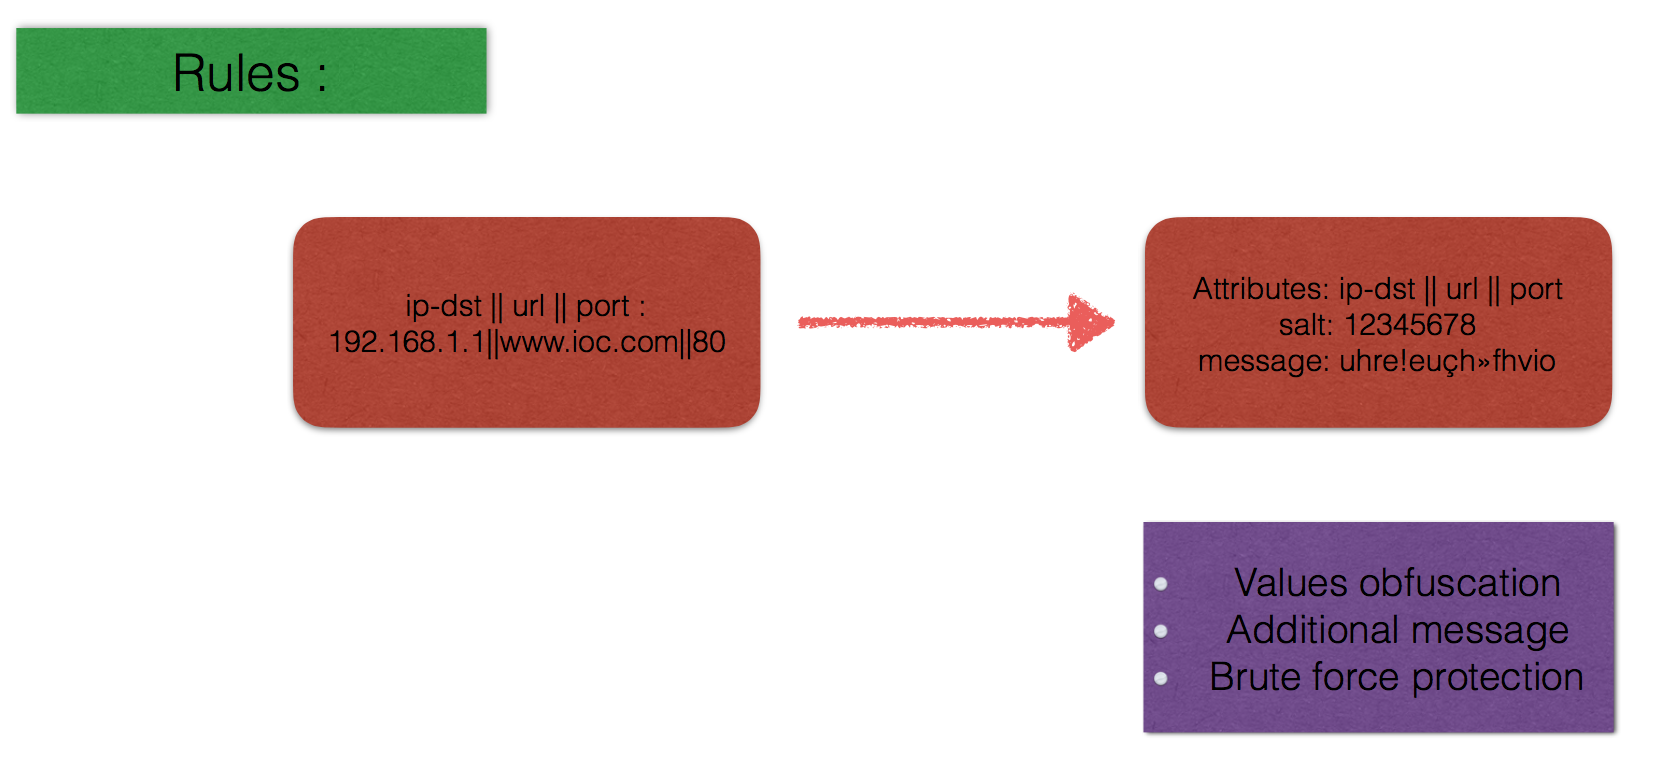 Rules :
ip-dst || url || port :
192.168.1.1||www.ioc.com||80
Attributes: ip-dst || url || port
salt: 12345678
message: uhre!euçh»fhvio
Values obfuscation
Additional message
Brute force protection